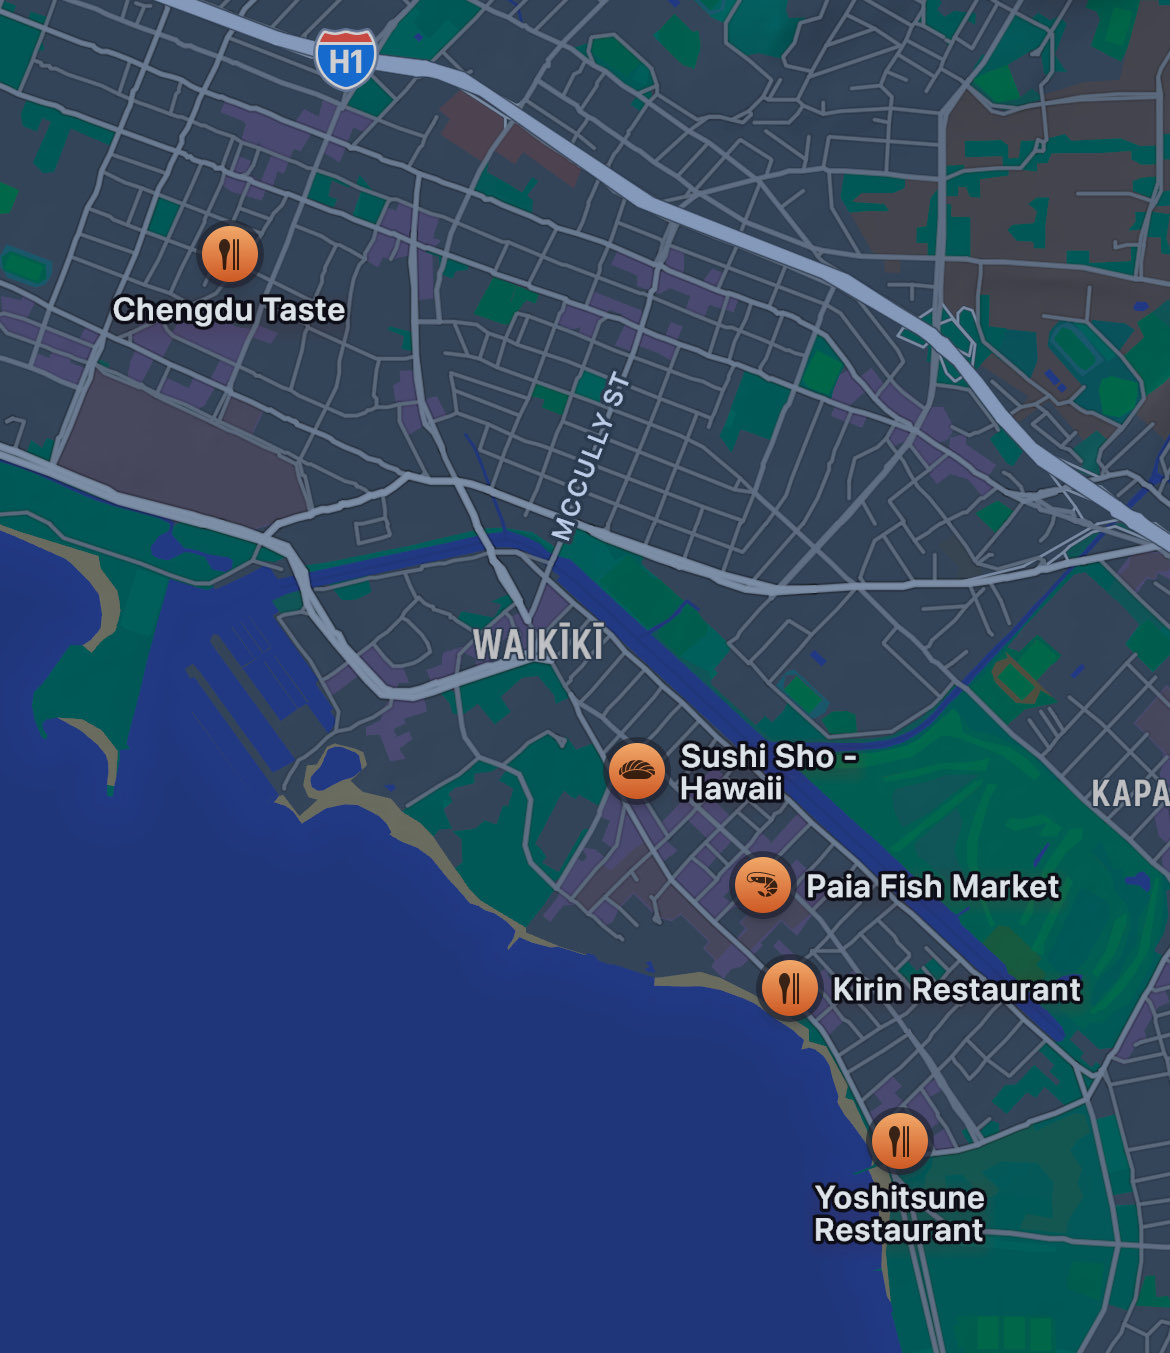 H1
Chengdu Taste
MCCULLY ST
WAIKĪKĪ
Sushi Sho -
Hawaii
KAPA
Paia Fish Market
Kirin Restaurant
Yoshitsune
Restaurant